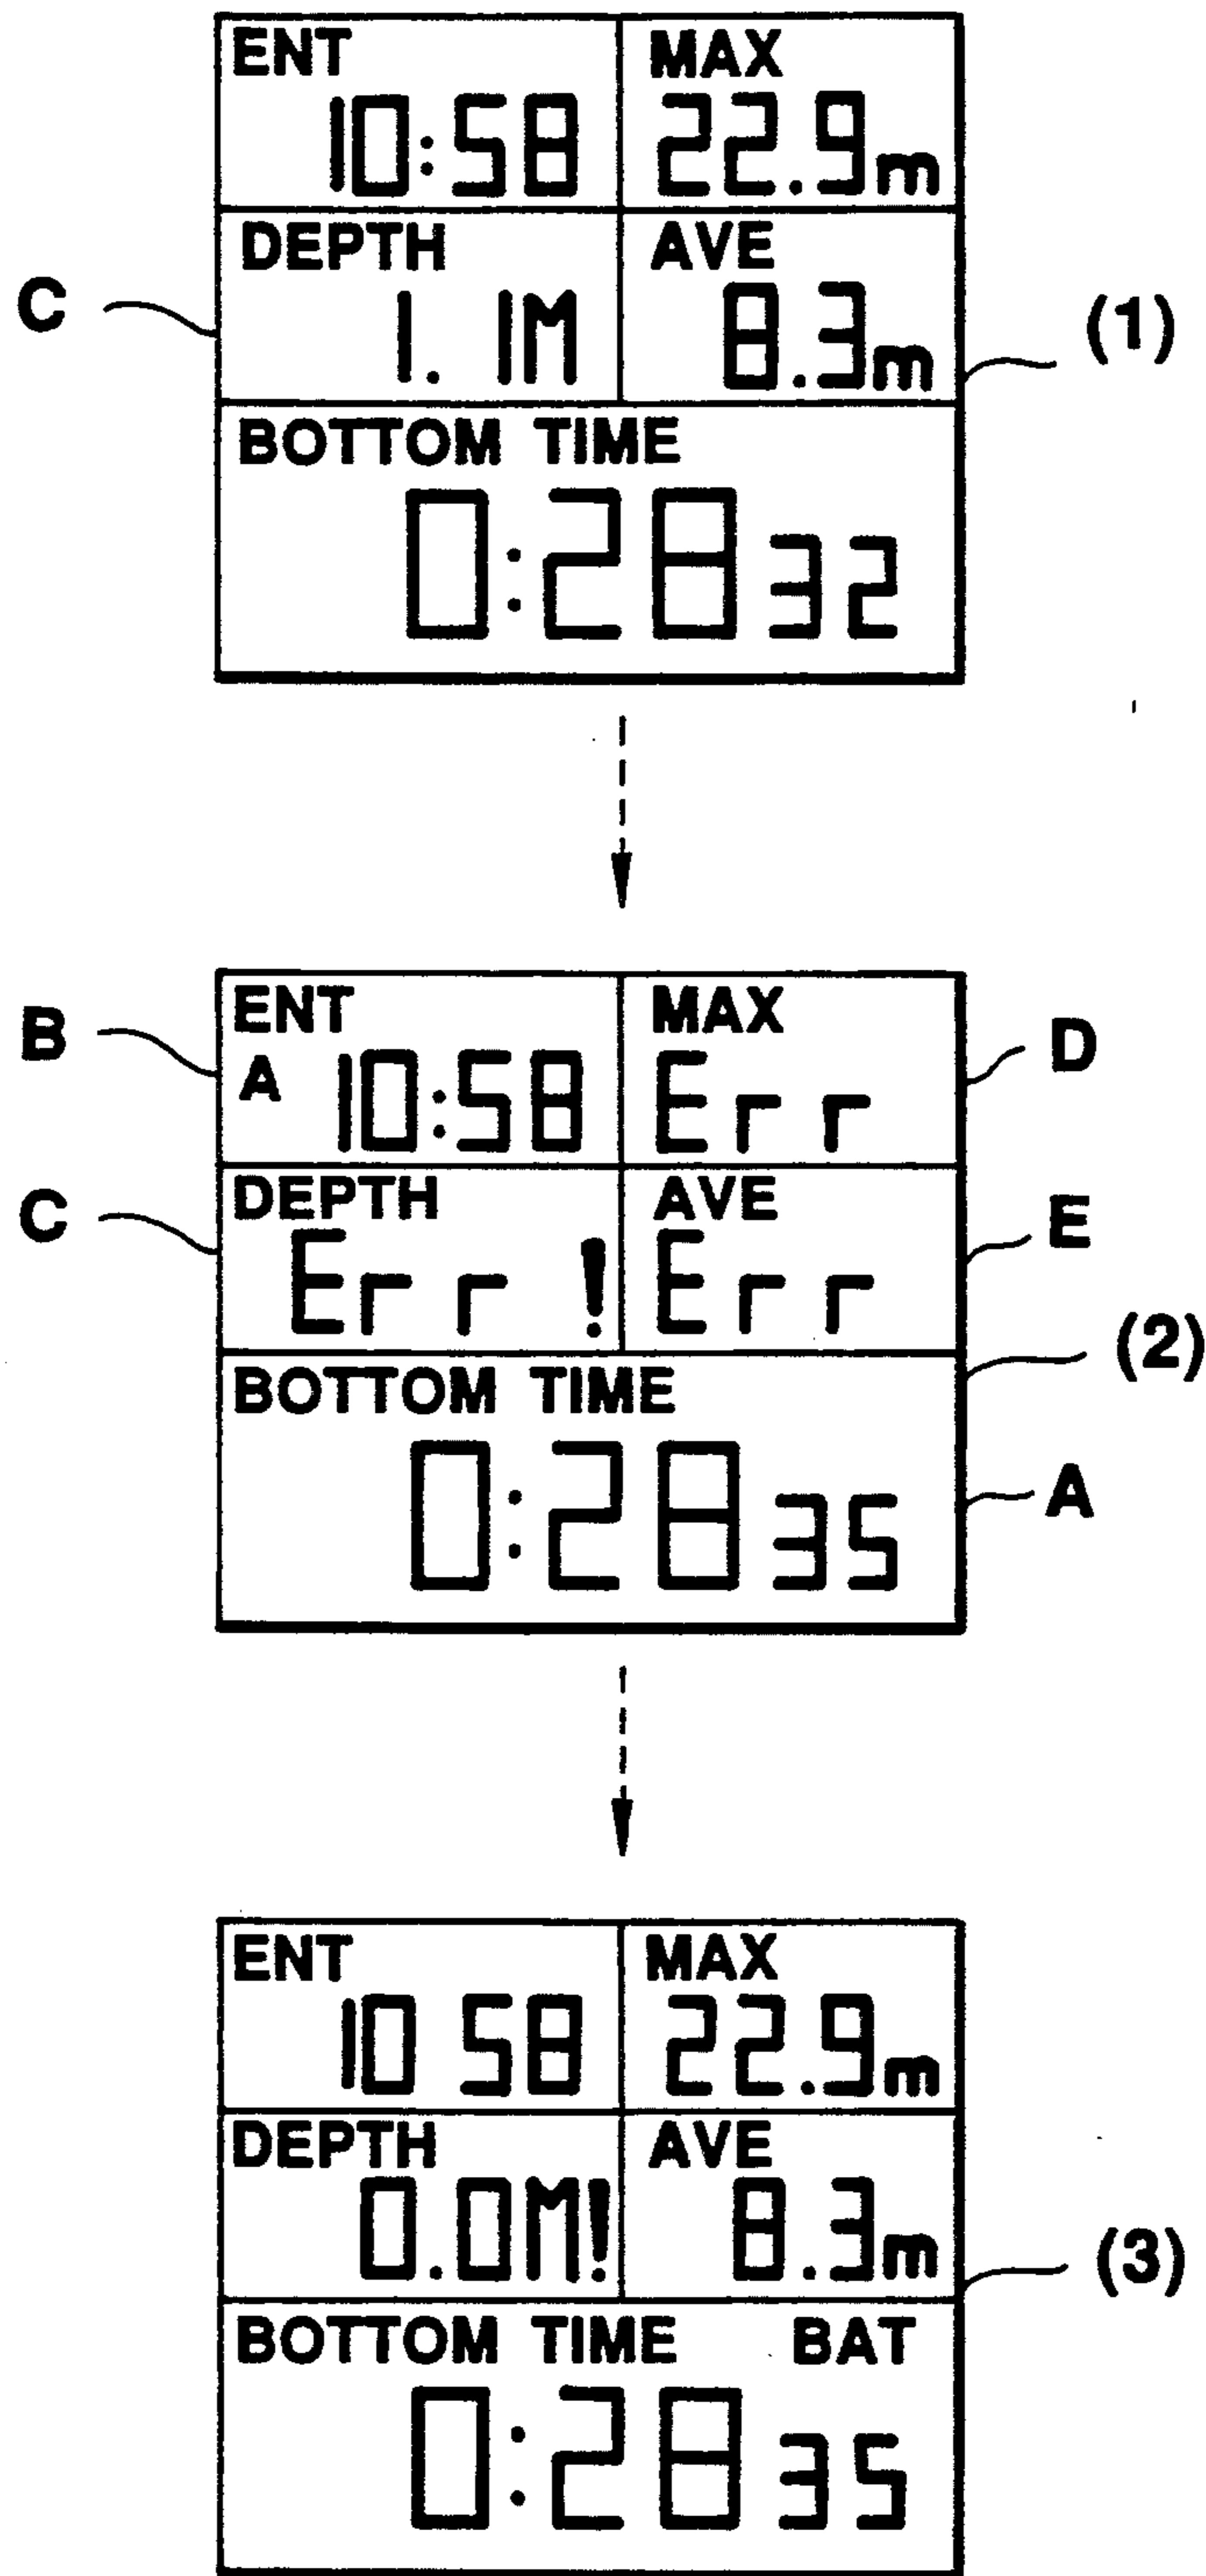 ENT MAX
10:58 22.9m
DEPTH AVE
C 1.1M 8.3m (1)
BOTTOM TIME
0:28 32
ENT MAX
B A 10:58 Err D
DEPTH AVE
C Err ! Err E
(2)
BOTTOM TIME
0:28 35 A
ENT MAX
10 58 22.9m
DEPTH AVE
0.0M! 8.3m (3)
BOTTOM TIME BAT
0:28 35